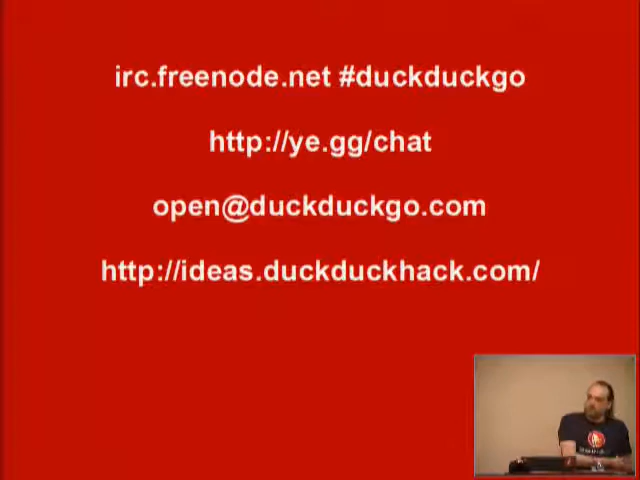 irc.freenode.net #duckduckgo
http://ye.gg/chat
open@duckduckgo.com
http://ideas.duckduckhack.com/